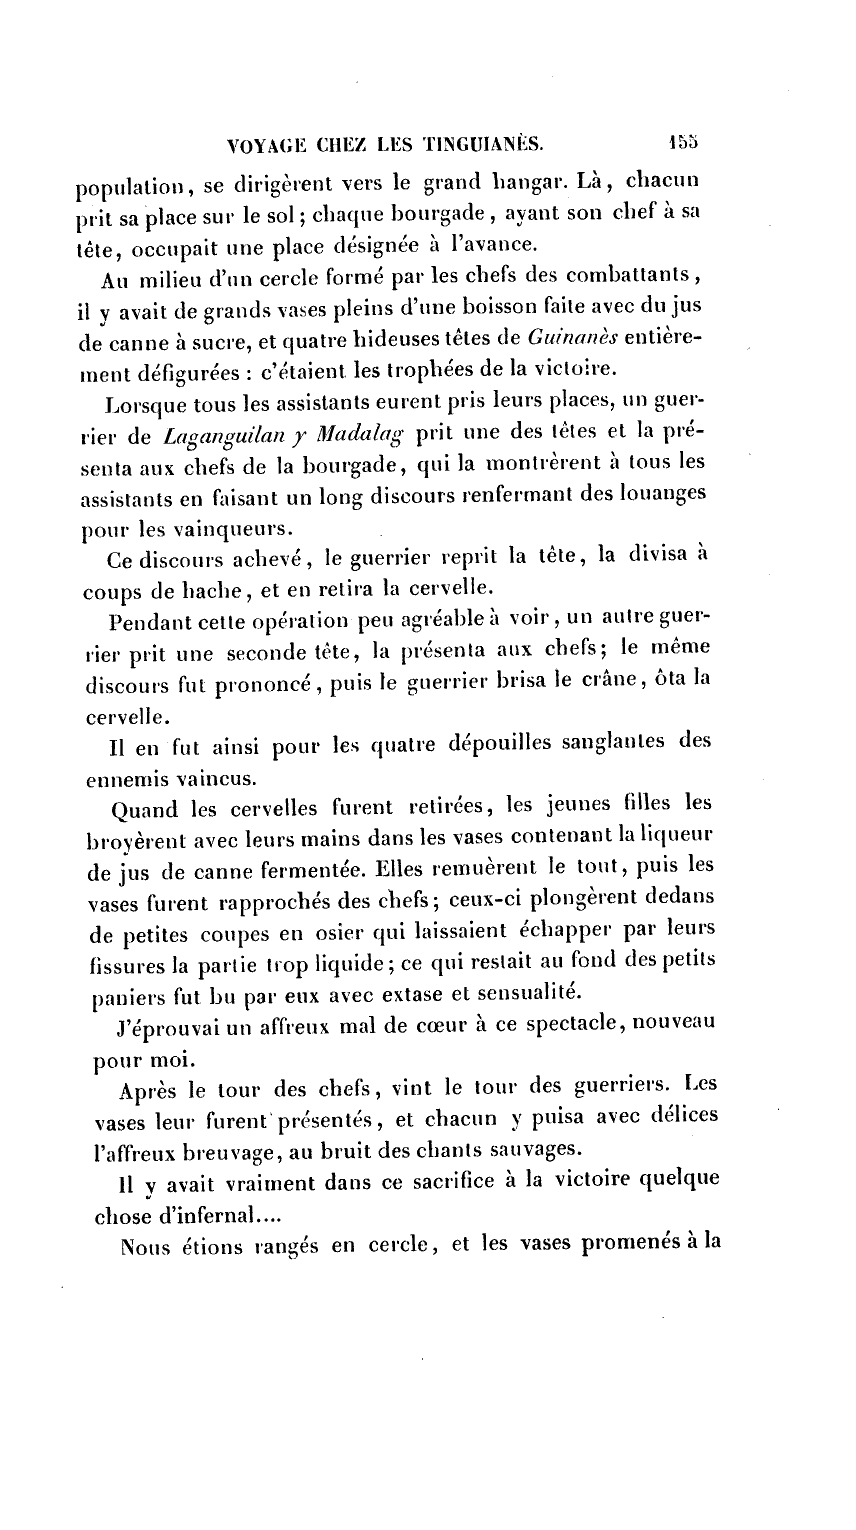 VOYAGE CHEZ LES TINGUIANÈS. 155
population, se dirigèrent vers le grand hangar. Là, chacun
prit sa place sur le sol ; chaque bourgade, ayant son chef à sa
tête, occupait une place désignée à l'avance.
Au milieu d'un cercle formé par les chefs des combattants,
il y avait de grands vases pleins d'une boisson faite avec du jus
de canne à sucre, et quatre hideuses têtes de Guinanès entière-
ment défigurées : c'étaient les trophées de la victoire.
Lorsque tous les assistants eurent pris leurs places, un guer-
rier de Laganguilan y Madalag prit une des têtes et la pré-
senta aux chefs de la bourgade, qui la montrèrent à tous les
assistants en faisant un long discours renfermant des louanges
pour les vainqueurs.
Ce discours achevé, le guerrier reprit la tête, la divisa à
coups de hache, et en retira la cervelle.
Pendant cette opération peu agréable à voir, un autre guer-
rier prit une seconde tête, la présenta aux chefs ; le même
discours fut prononcé, puis le guerrier brisa le crâne, ôta la
cervelle.
Il en fut ainsi pour les quatre dépouilles sanglantes des
ennemis vaincus.
Quand les cervelles furent retirées, les jeunes filles les
broyèrent avec leurs mains dans les vases contenant la liqueur
de jus de canne fermentée. Elles remuèrent le tout, puis les
vases furent rapprochés des chefs ; ceux-ci plongèrent dedans
de petites coupes en osier qui laissaient échapper par leurs
fissures la partie trop liquide ; ce qui restait au fond des petits
paniers fut bu par eux avec extase et sensualité.
J'éprouvai un affreux mal de cœur à ce spectacle, nouveau
pour moi.
Après le tour des chefs, vint le tour des guerriers. Les
vases leur furent présentés, et chacun y puisa avec délices
l'affreux breuvage, au bruit des chants sauvages.
Il y avait vraiment dans ce sacrifice à la victoire quelque
chose d'infernal....
Nous étions rangés en cercle, et les vases promenés à la